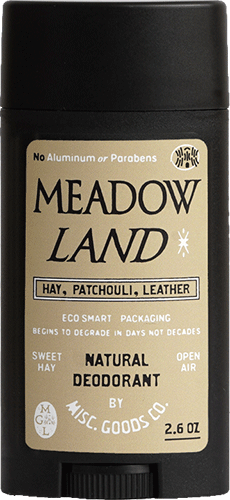 No Aluminum or Parabens
MEADOW
LAND
HAY, PATCHOULI, LEATHER
ECO SMART PACKAGING
BEGINS TO DEGRADE IN DAYS NOT DECADES
SWEET HAY
NATURAL DEODORANT
OPEN AIR
BY
MISC. GOODS CO.
M
G L
2.6 OZ